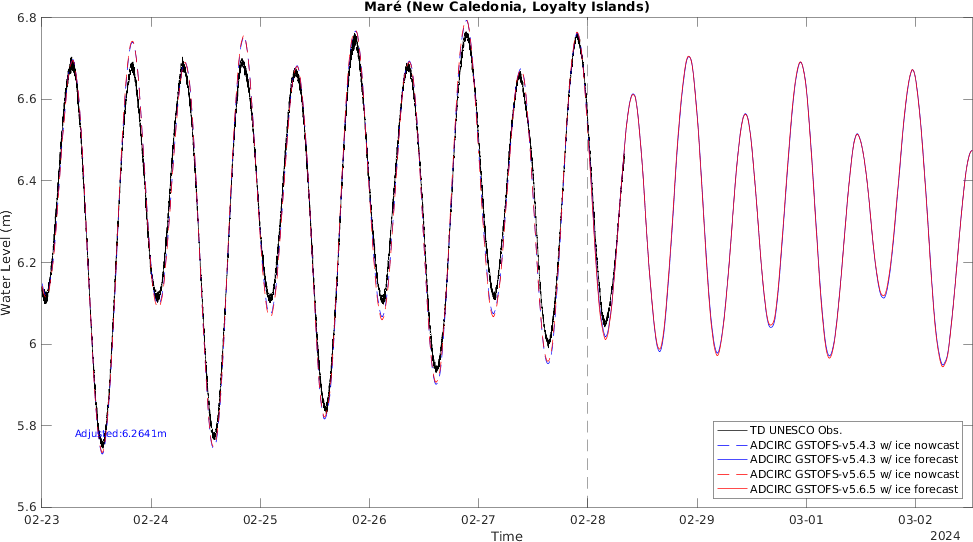 Maré (New Caledonia, Loyalty Islands)
6.8
6.6
6.4
6.2
6
5.8
5.6
Water Level (m)
Adjusted:6.2641m
TD UNESCO Obs.
ADCIRC GSTOFS-v5.4.3 w/ ice nowcast
ADCIRC GSTOFS-v5.4.3 w/ ice forecast
ADCIRC GSTOFS-v5.6.5 w/ ice nowcast
ADCIRC GSTOFS-v5.6.5 w/ ice forecast
02-23 02-24 02-25 02-26 02-27 02-28 02-29 03-01 03-02
Time
2024